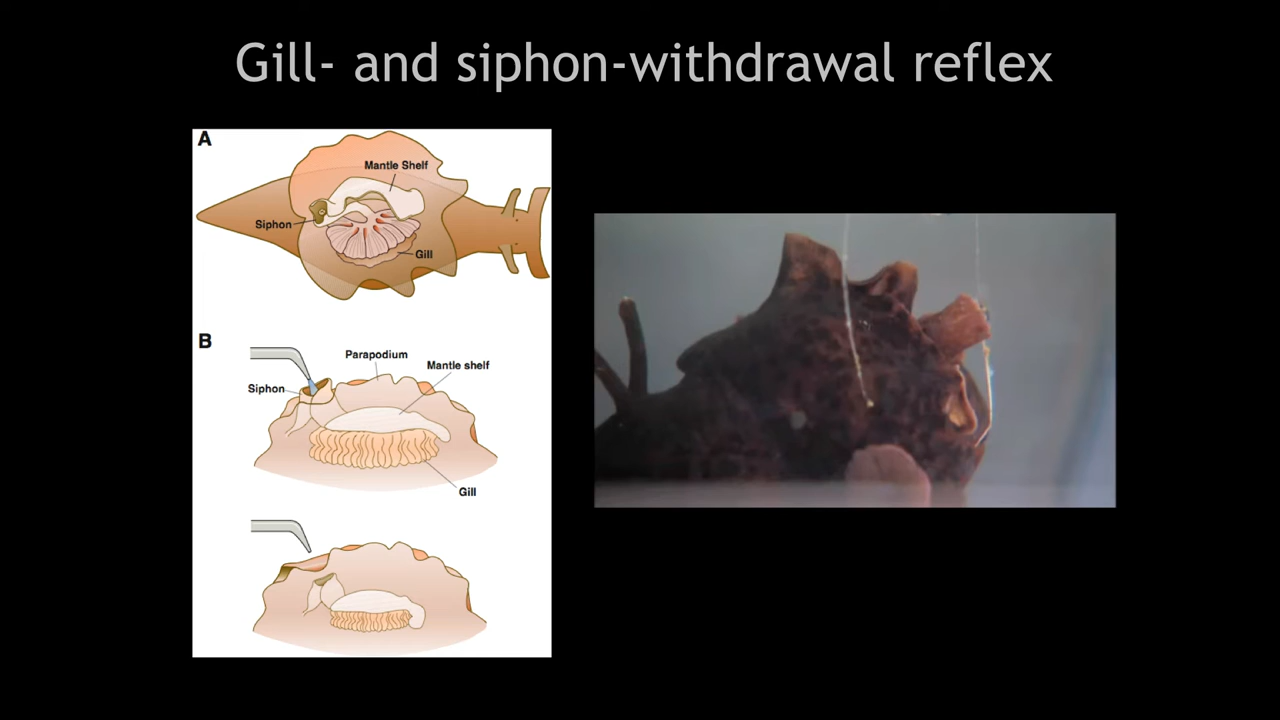 Gill- and siphon-withdrawal reflex
A
Mantle Shelf
Siphon
Gill
B
Parapodium
Mantle shelf
Siphon
Gill